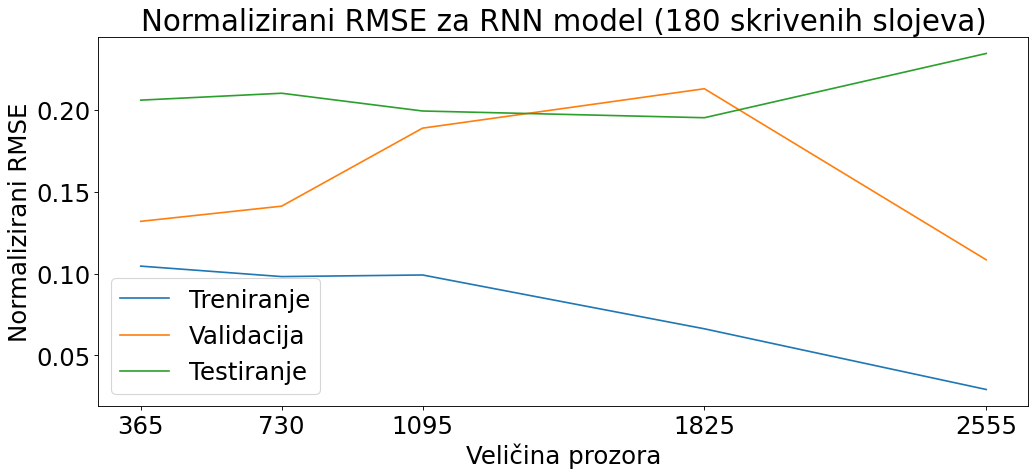 Normalizirani RMSE za RNN model (180 skrivenih slojeva)
Normalizirani RMSE
0.20
0.15
0.10
0.05
Treniranje
Validacija
Testiranje
365 730 1095 1825 2555
Veličina prozora